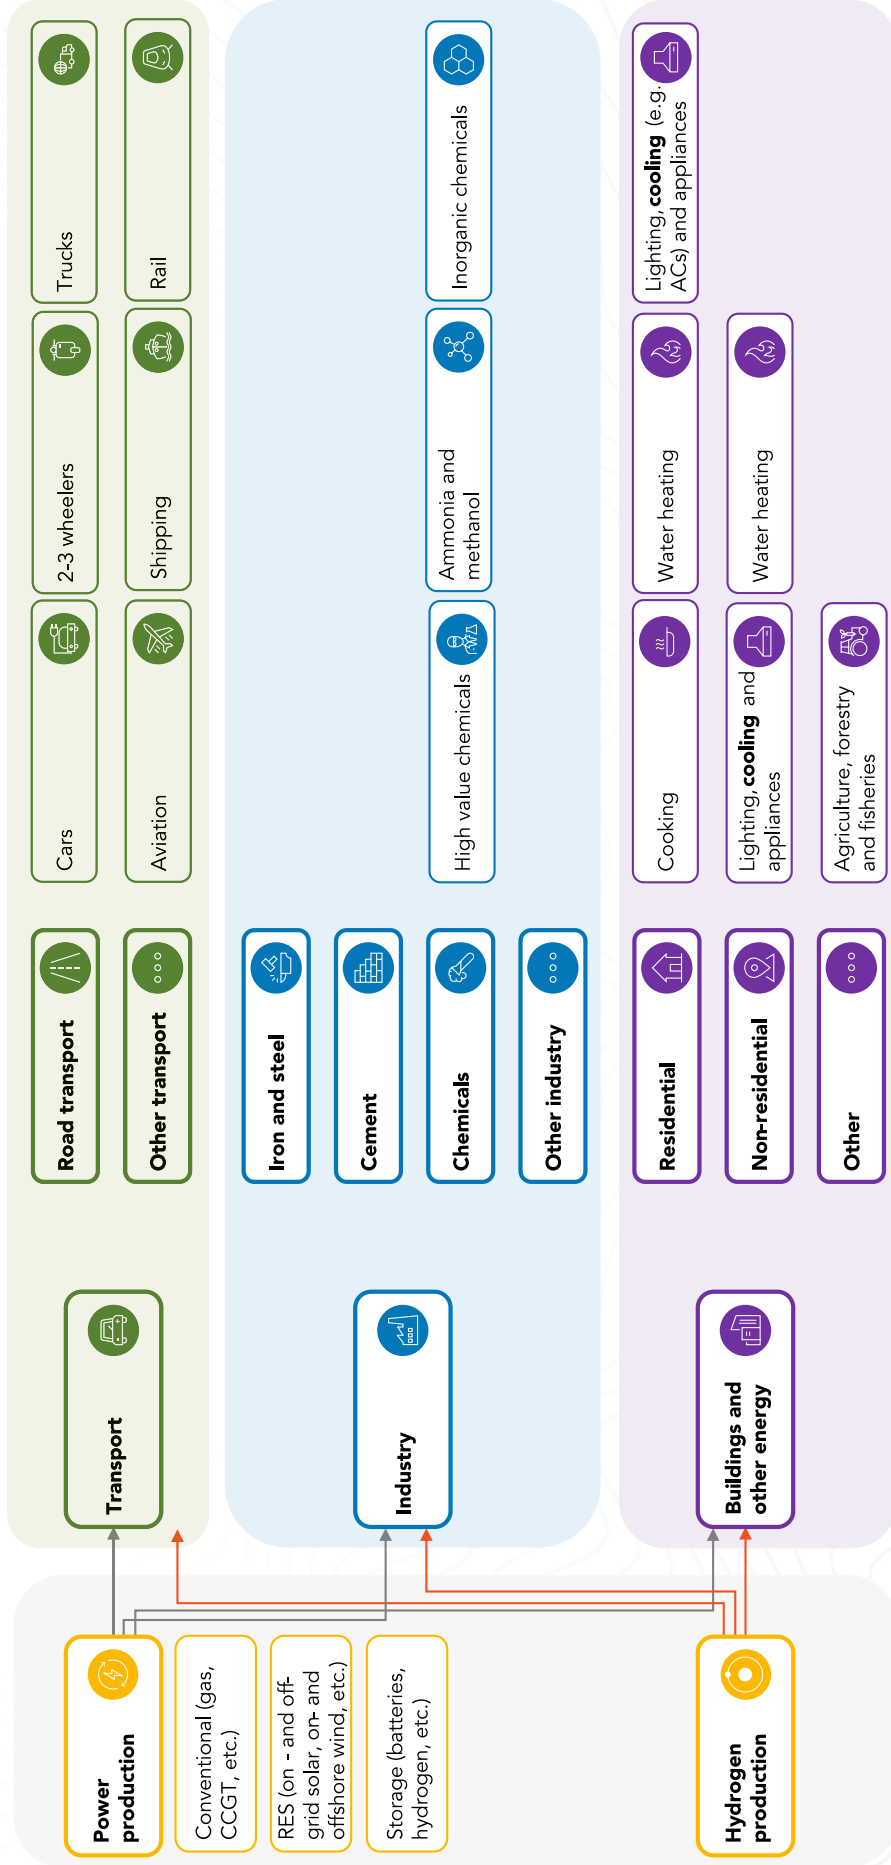 Power
production
Conventional (gas,
CCGT, etc.)
RES (on - and off-
grid solar, on- and
offshore wind, etc.)
Storage (batteries,
hydrogen, etc.)
Hydrogen
production
Transport
Road transport
Cars
2-3 wheelers
Trucks
Other transport
Aviation
Shipping
Rail
Industry
Iron and steel
Cement
Chemicals
High value chemicals
Ammonia and
methanol
Inorganic chemicals
Other industry
Buildings and
other energy
Residential
Cooking
Water heating
Lighting, cooling (e.g.
ACs) and appliances
Non-residential
Lighting, cooling and
appliances
Water heating
Other
Agriculture, forestry
and fisheries